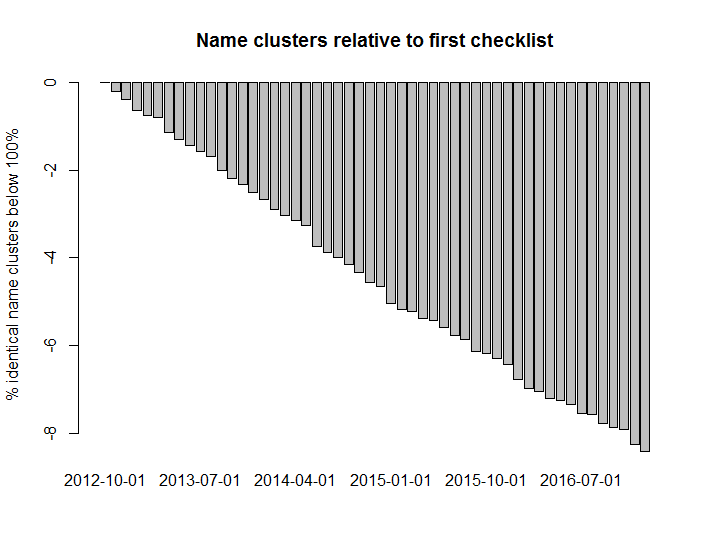 Name clusters relative to first checklist
% identical name clusters below 100%
0
-2
-4
-6
-8
2012-10-01 2013-07-01 2014-04-01 2015-01-01 2015-10-01 2016-07-01